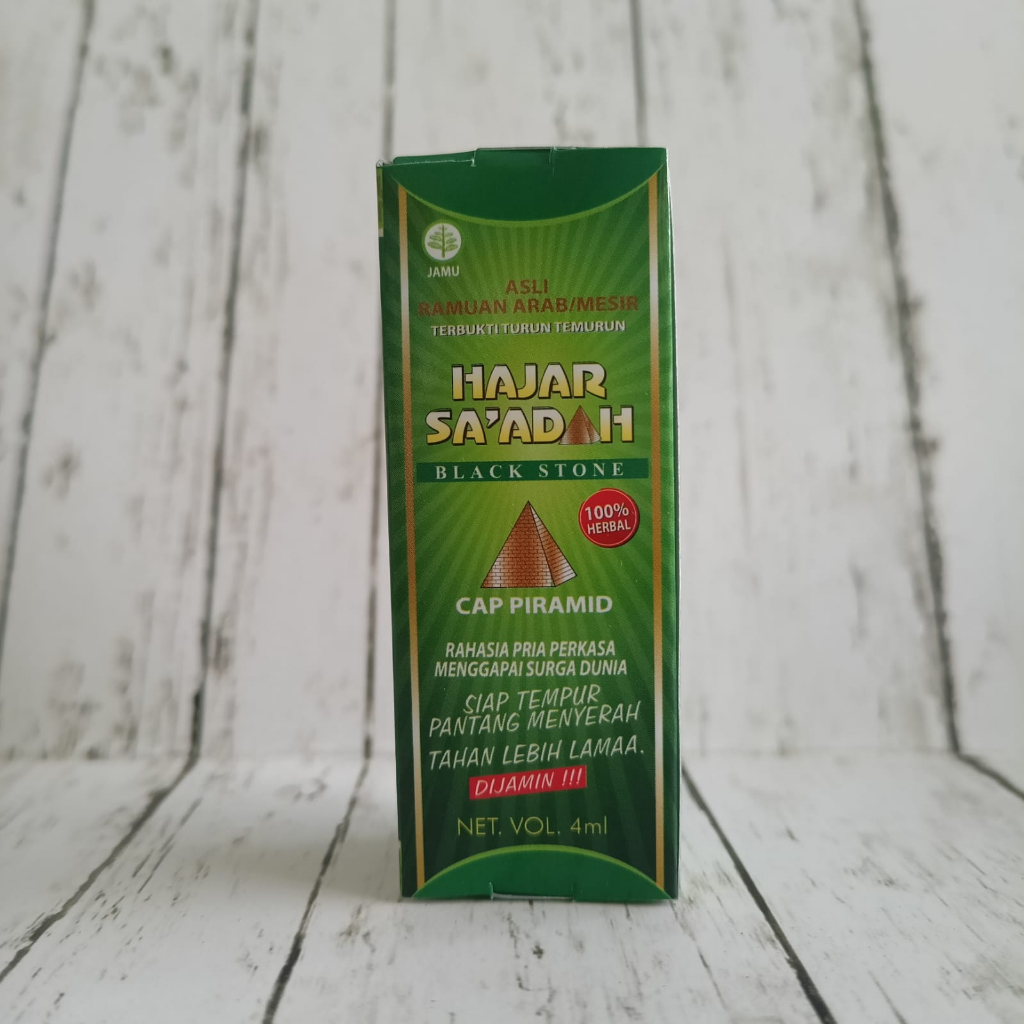 JAMU
ASLI
RAMUAN ARAB/MESIR
TERBUKTI TURUN TEMURUN
HAJAR
SA'ADAH
BLACK STONE
100%
HERBAL
CAP PIRAMID
RAHASIA PRIA PERKASA
MENGGAPAI SURGA DUNIA
SIAP TEMPUR
PANTANG MENYERAH
TAHAN LEBIH LAMAA.
DIJAMIN !!!
NET. VOL. 4ml